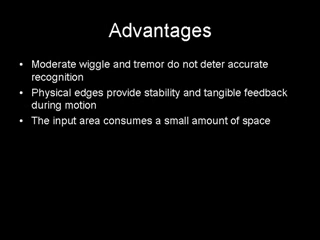 Advantages
• Moderate wiggle and tremor do not deter accurate
recognition
• Physical edges provide stability and tangible feedback
during motion
• The input area consumes a small amount of space